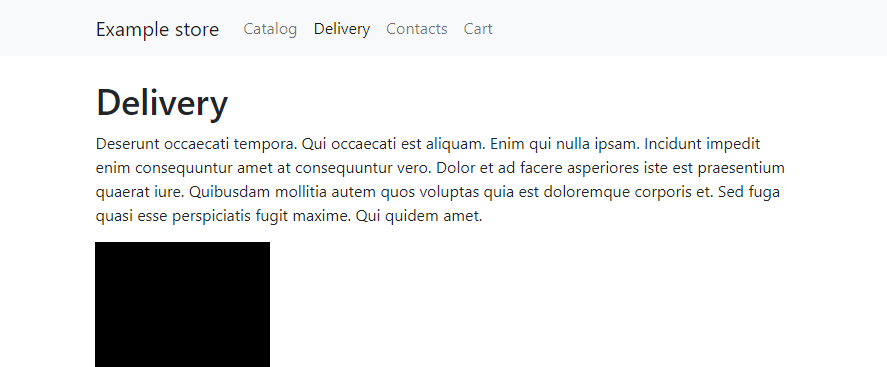 Example store Catalog Delivery Contacts Cart
Delivery
Deserunt occaecati tempora. Qui occaecati est aliquam. Enim qui nulla ipsam. Incidunt impedit
enim consequuntur amet at consequuntur vero. Dolor et ad facere asperiores iste est praesentium
quaerat iure. Quibusdam mollitia autem quos voluptas quia est doloremque corporis et. Sed fuga
quasi esse perspiciatis fugit maxime. Qui quidem amet.